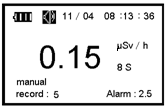 11 / 04 08 : 13 : 36
0.15 μSv / h
8 S
manual
record : 5 Alarm : 2.5